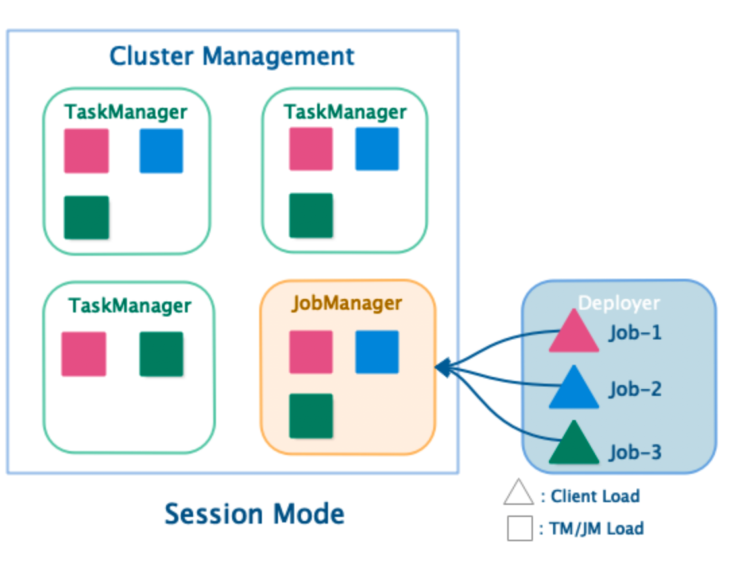 Cluster Management
TaskManager
TaskManager
TaskManager
JobManager
Deployer
Job-1
Job-2
Job-3
Session Mode
: Client Load
: TM/JM Load